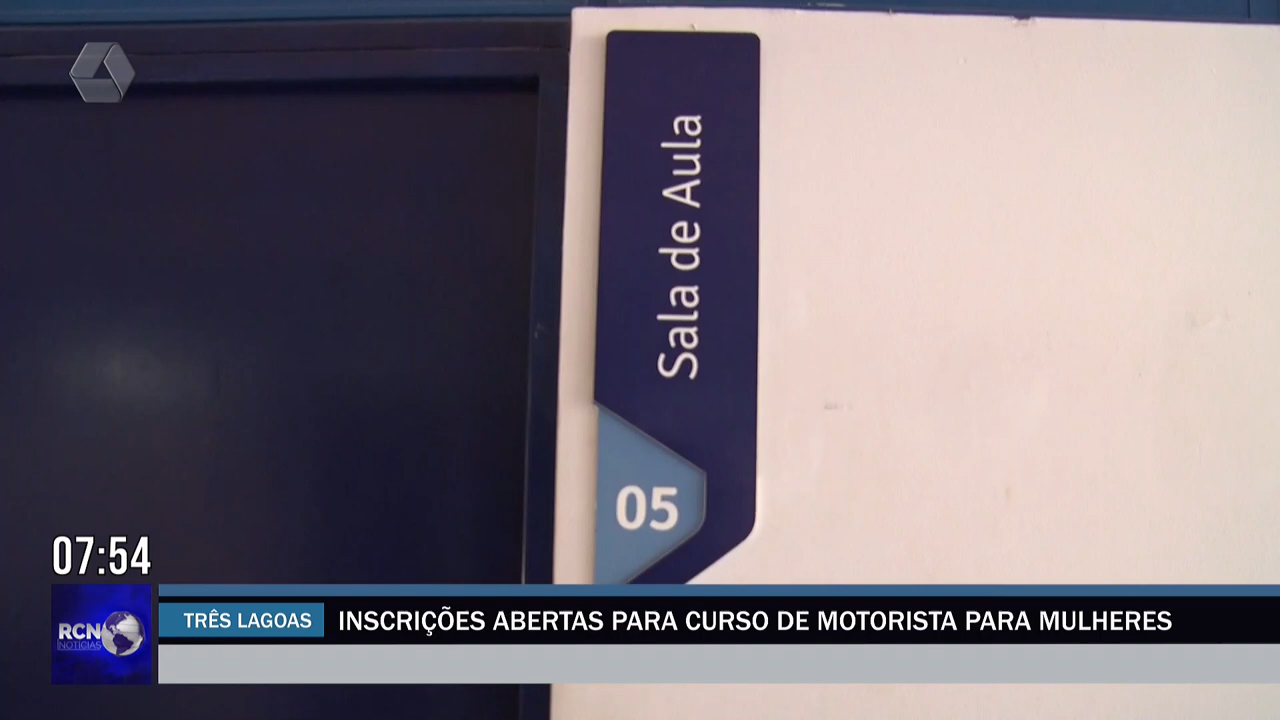 Sala de Aula
05
07:54
RCN
NOTÍCIAS
TRÊS LAGOAS
INSCRIÇÕES ABERTAS PARA CURSO DE MOTORISTA PARA MULHERES